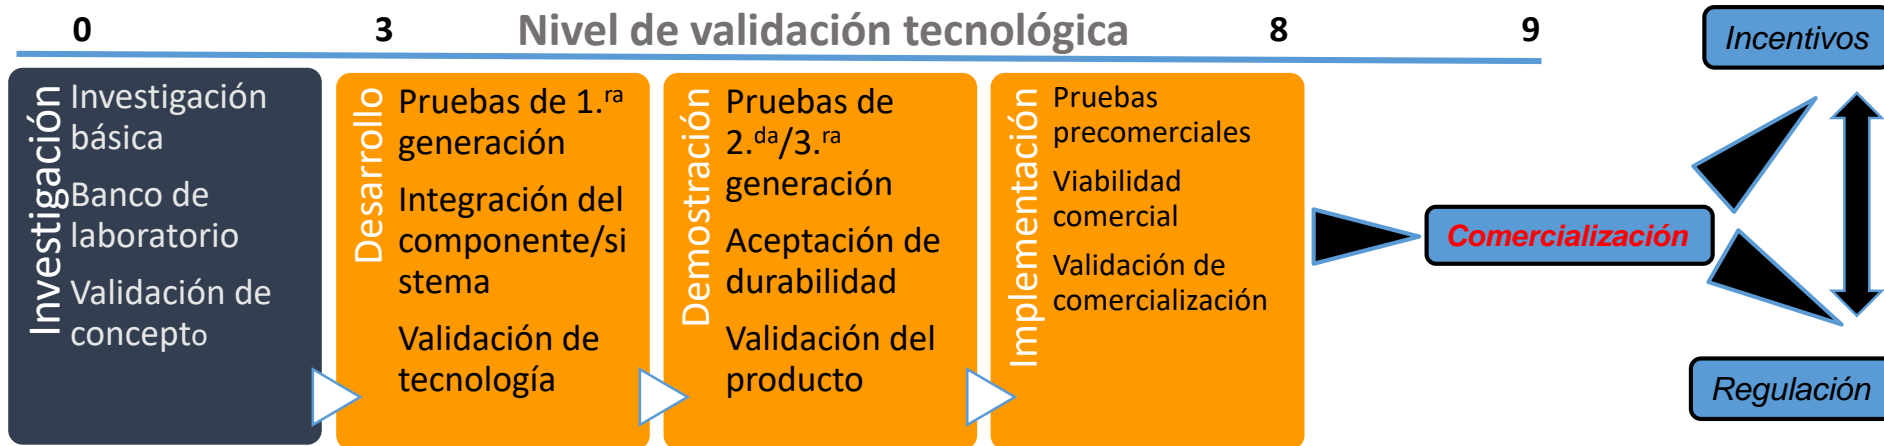 0 3 Nivel de validación tecnológica 8 9
Investigación
Investigación
básica
Banco de
laboratorio
Validación de
concepto
Desarrollo
Pruebas de 1.ra
generación
Integración del
componente/si
stema
Validación de
tecnología
Demostración
Pruebas de
2.da/3.ra
generación
Aceptación de
durabilidad
Validación del
producto
Implementación
Pruebas
precomerciales
Viabilidad
comercial
Validación de
comercialización
Comercialización
Incentivos
Regulación